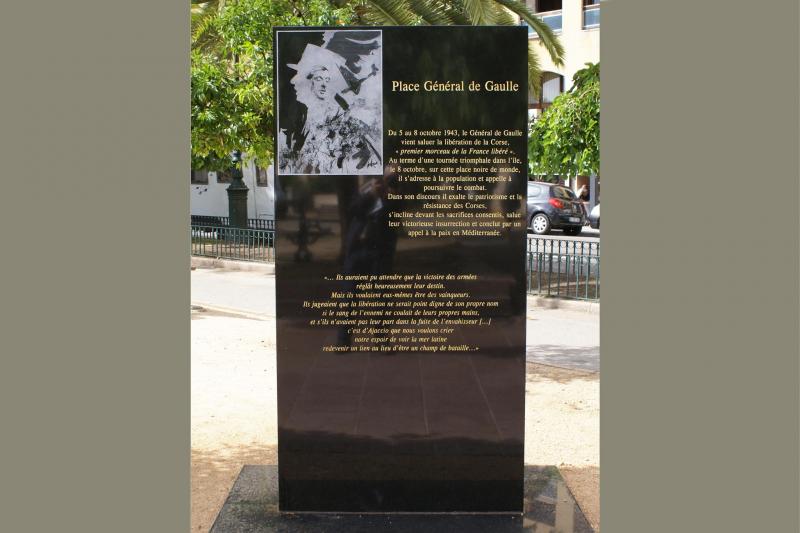 Place Général de Gaulle
Du 5 au 8 octobre 1943, le Général de Gaulle
vient saluer la libération de la Corse,
« premier morceau de la France libéré ».
Au terme d'une tournée triomphale dans l'île,
le 8 octobre, sur cette place noire de monde,
il s'adresse à la population et appelle à
poursuivre le combat.
Dans son discours il exalte le patriotisme et la
résistance des Corses,
s'incline devant les sacrifices consentis, salue
leur victorieuse insurrection et conclut par un
appel à la paix en Méditerranée.
«... Ils auraient pu attendre que la victoire des armées
réglât heureusement leur destin.
Mais ils voulaient eux-mêmes être des vainqueurs.
Ils jugeaient que la libération ne serait point digne de son propre nom
si le sang de l'ennemi ne coulait de leurs propres mains,
et s'ils n'avaient pas leur part dans la fuite de l'envahisseur [...]
c'est d'Ajaccio que nous voulons crier
notre espoir de voir la mer latine
redevenir un lien au lieu d'être un champ de bataille...»